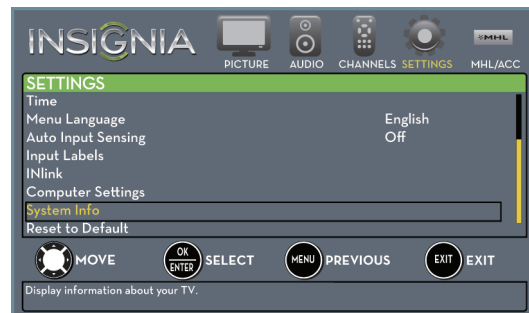 INSIGNIA
PICTURE AUDIO CHANNELS SETTINGS MHL/ACC
MHL
SETTINGS
Time
Menu Language English
Auto Input Sensing Off
Input Labels
INlink
Computer Settings
System Info
Reset to Default
MOVE OK ENTER SELECT MENU PREVIOUS EXIT EXIT
Display information about your TV.